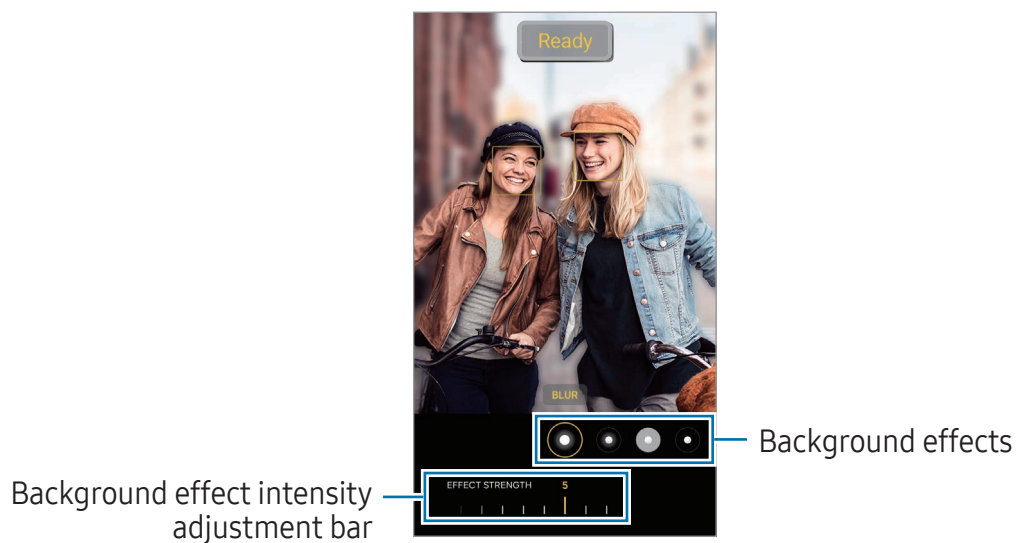 Ready
BLUR
Background effects
EFFECT STRENGTH 5
Background effect intensity
adjustment bar